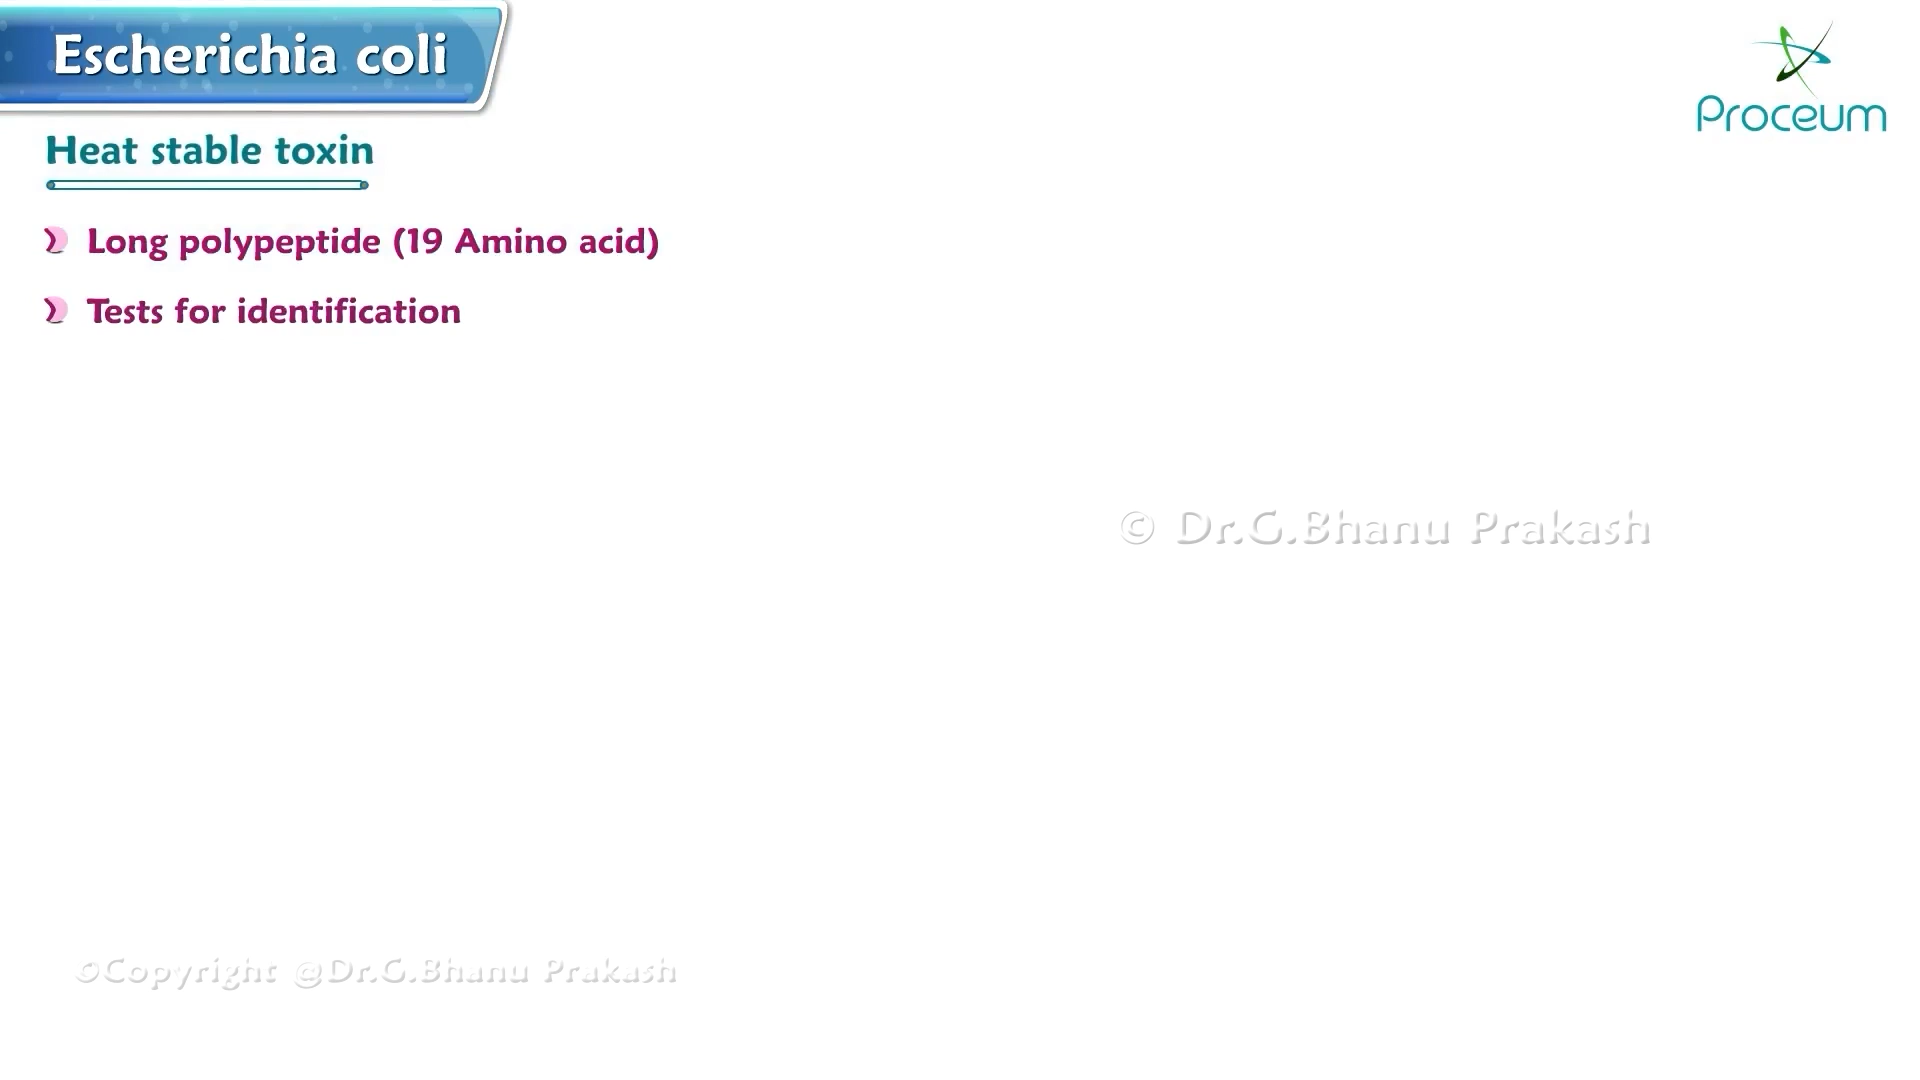 Escherichia coli
Proceum
Heat stable toxin
Long polypeptide (19 Amino acid)
Tests for identification
© Dr.G.Bhanu Prakash
©Copyright @Dr.G.Bhanu Prakash